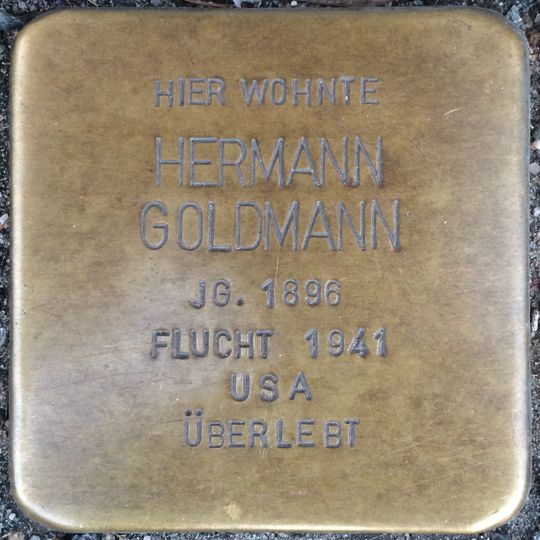 HIER WOHNTE
HERMANN
GOLDMANN
JG. 1896
FLUCHT 1941
USA
ÜBERLEBT